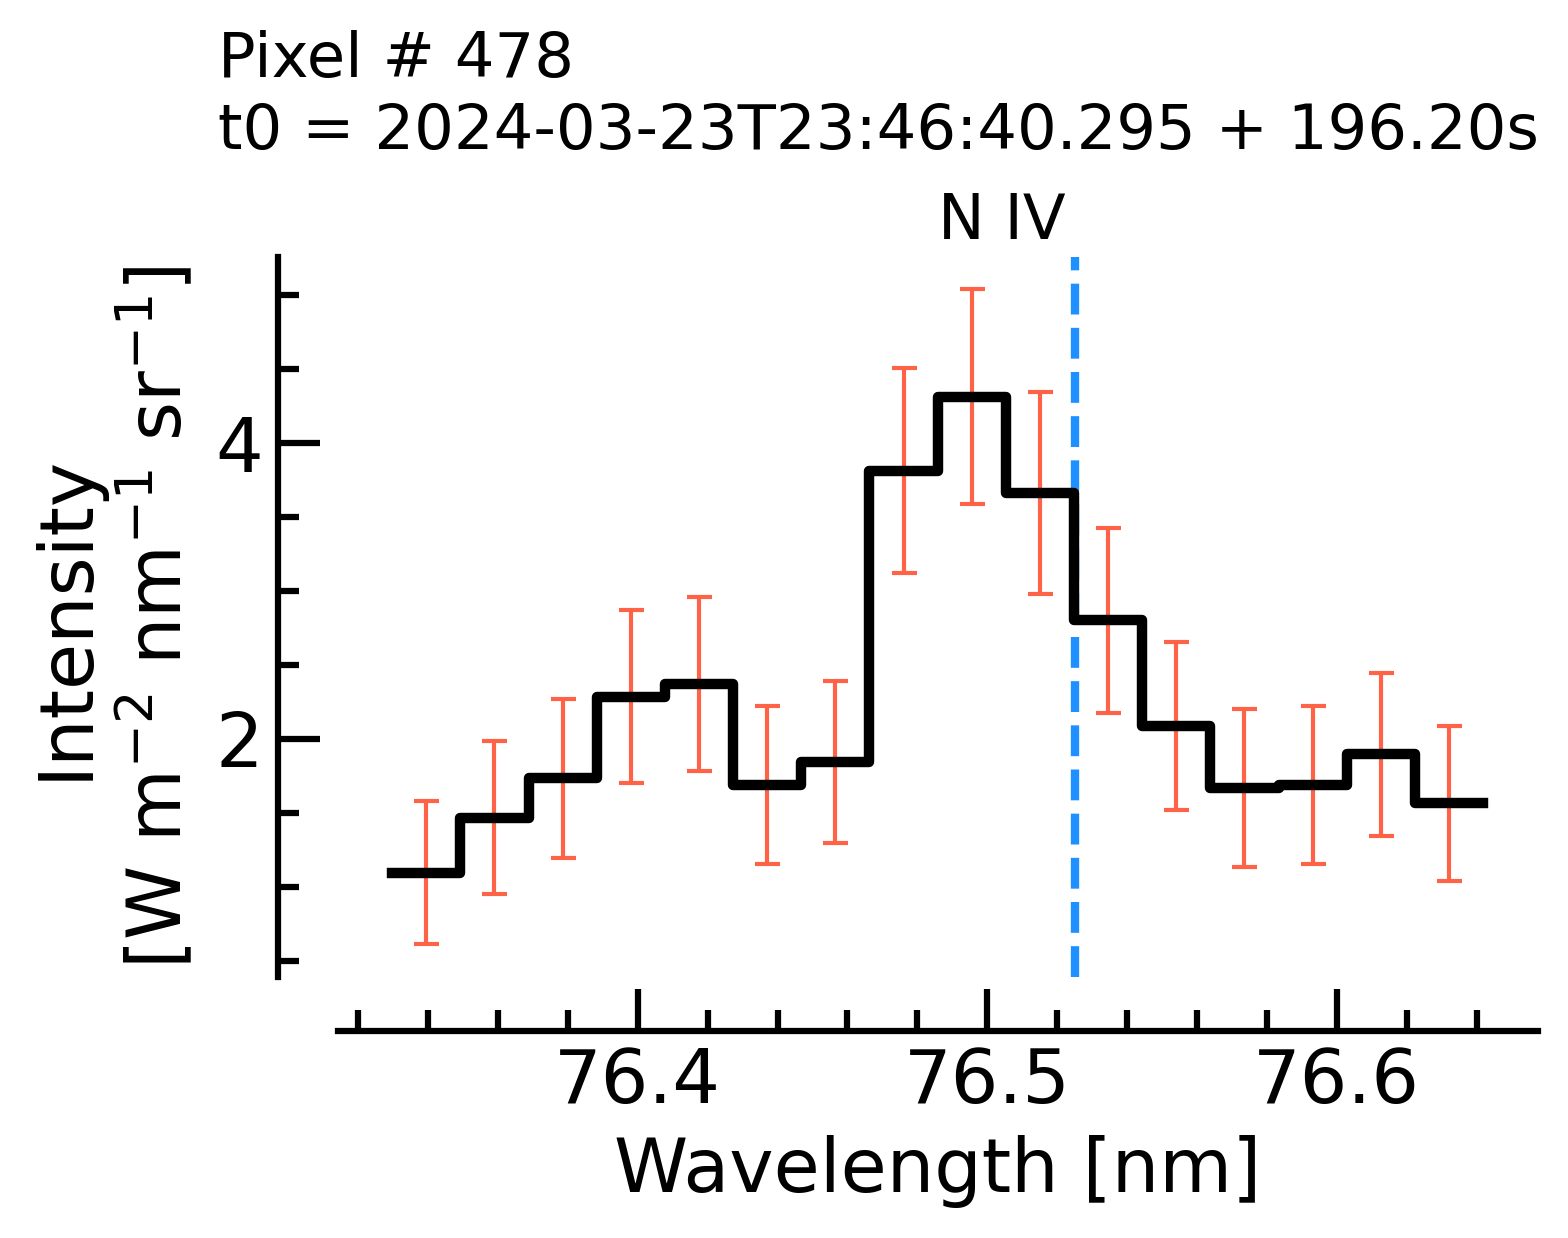 Pixel # 478
t0 = 2024-03-23T23:46:40.295 + 196.20s
N IV
Intensity
[W m⁻² nm⁻¹ sr⁻¹]
4
2
76.4 76.5 76.6
Wavelength [nm]